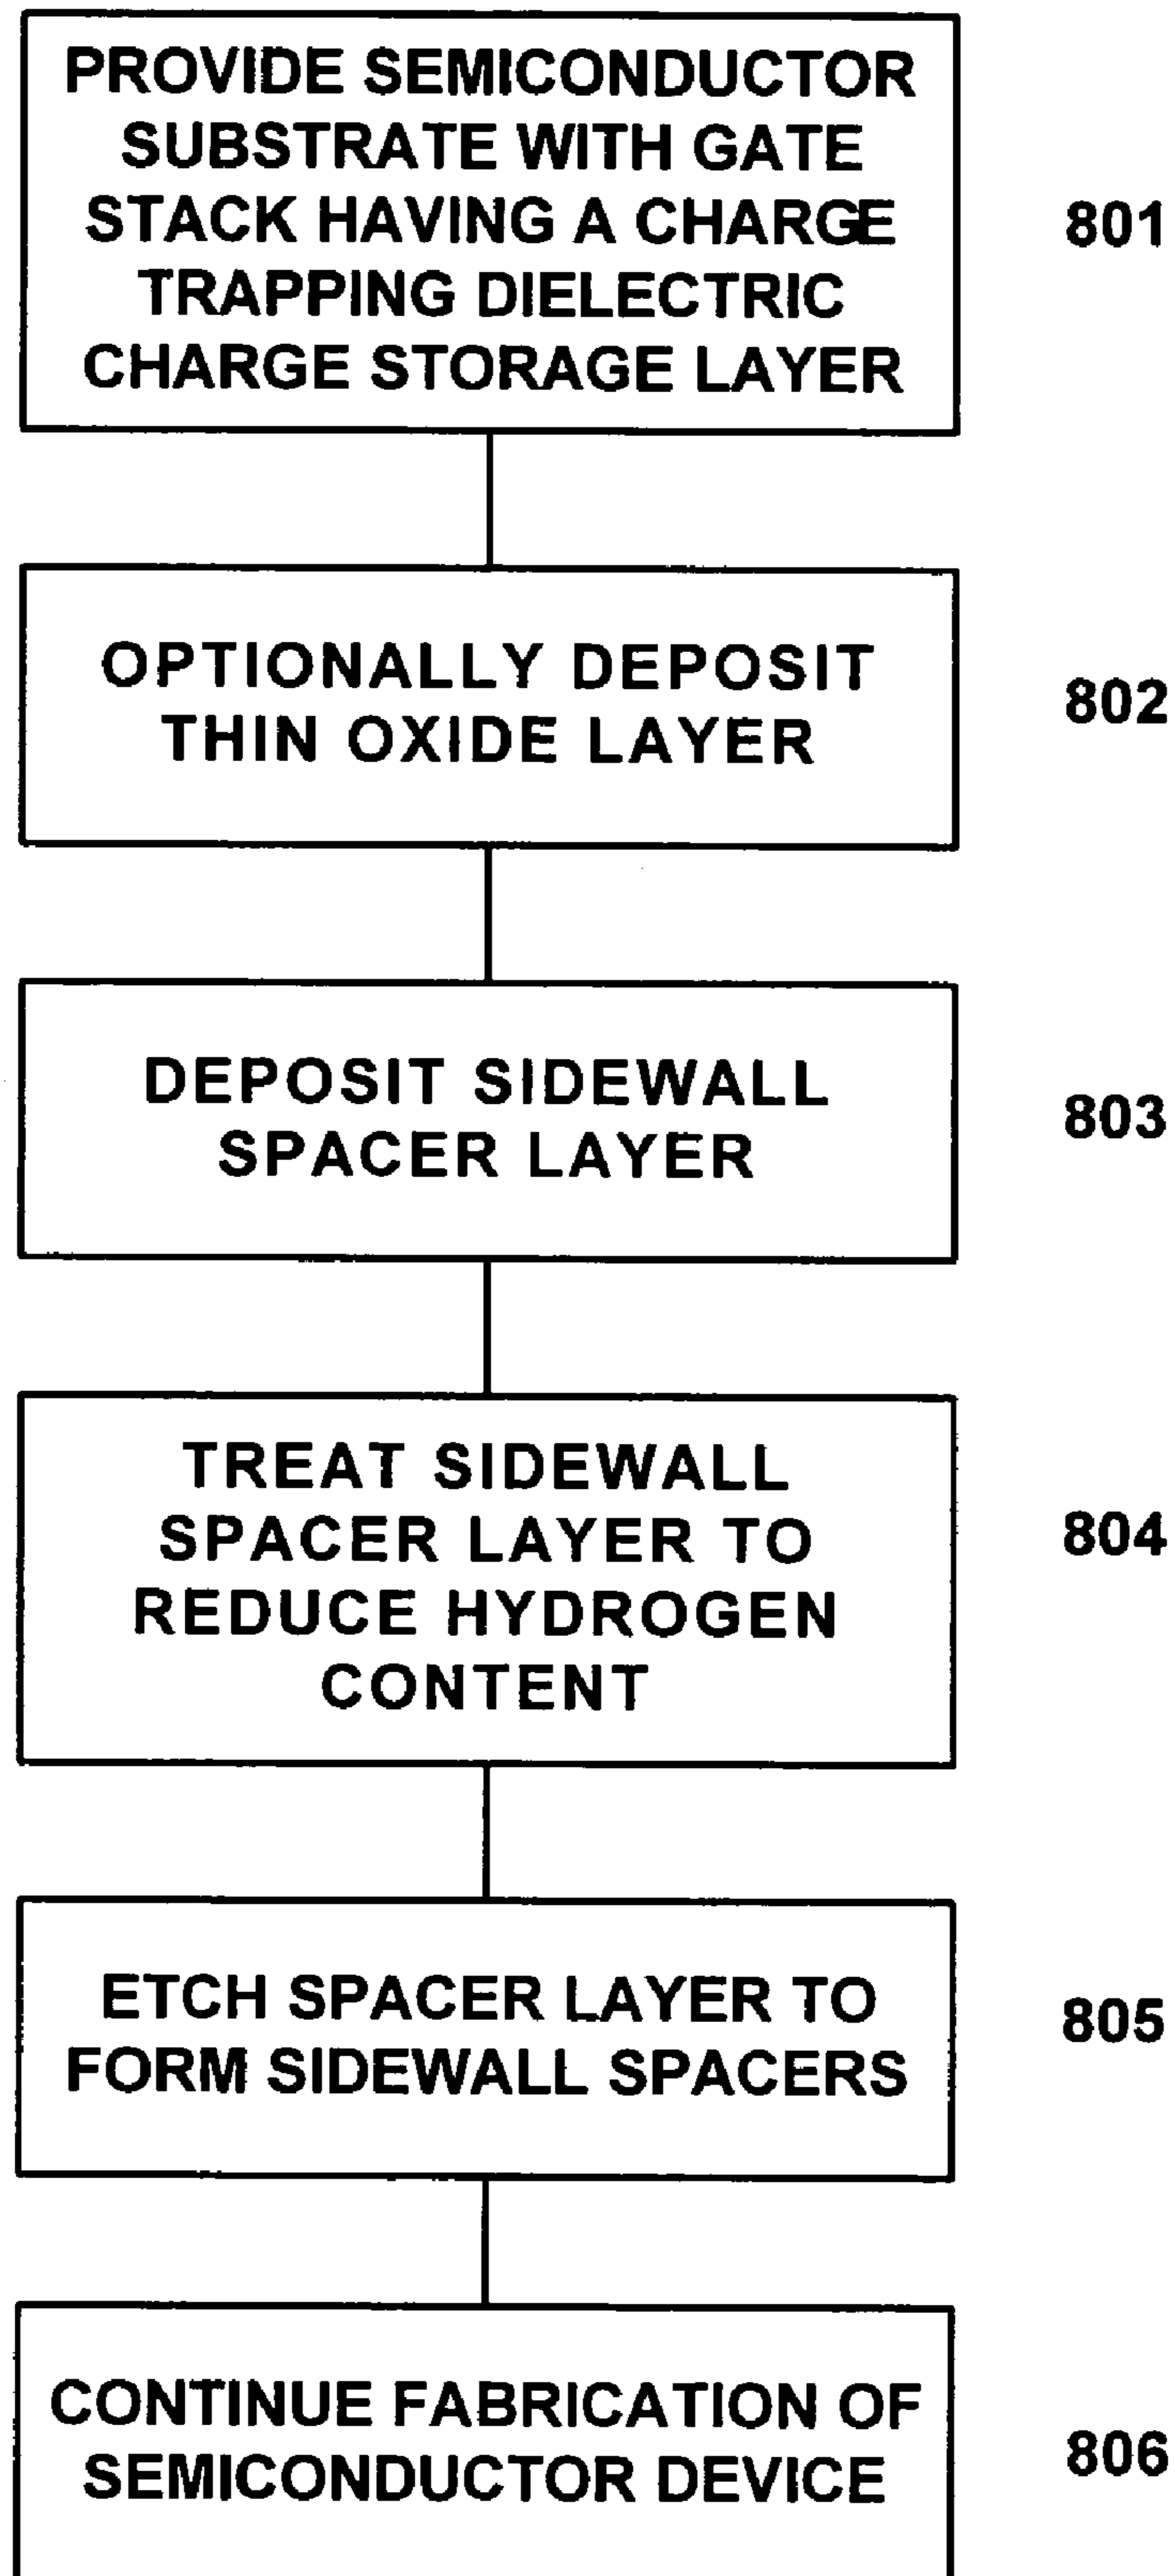 PROVIDE SEMICONDUCTOR
SUBSTRATE WITH GATE
STACK HAVING A CHARGE
TRAPPING DIELECTRIC
CHARGE STORAGE LAYER
801
OPTIONALLY DEPOSIT
THIN OXIDE LAYER
802
DEPOSIT SIDEWALL
SPACER LAYER
803
TREAT SIDEWALL
SPACER LAYER TO
REDUCE HYDROGEN
CONTENT
804
ETCH SPACER LAYER TO
FORM SIDEWALL SPACERS
805
CONTINUE FABRICATION OF
SEMICONDUCTOR DEVICE
806